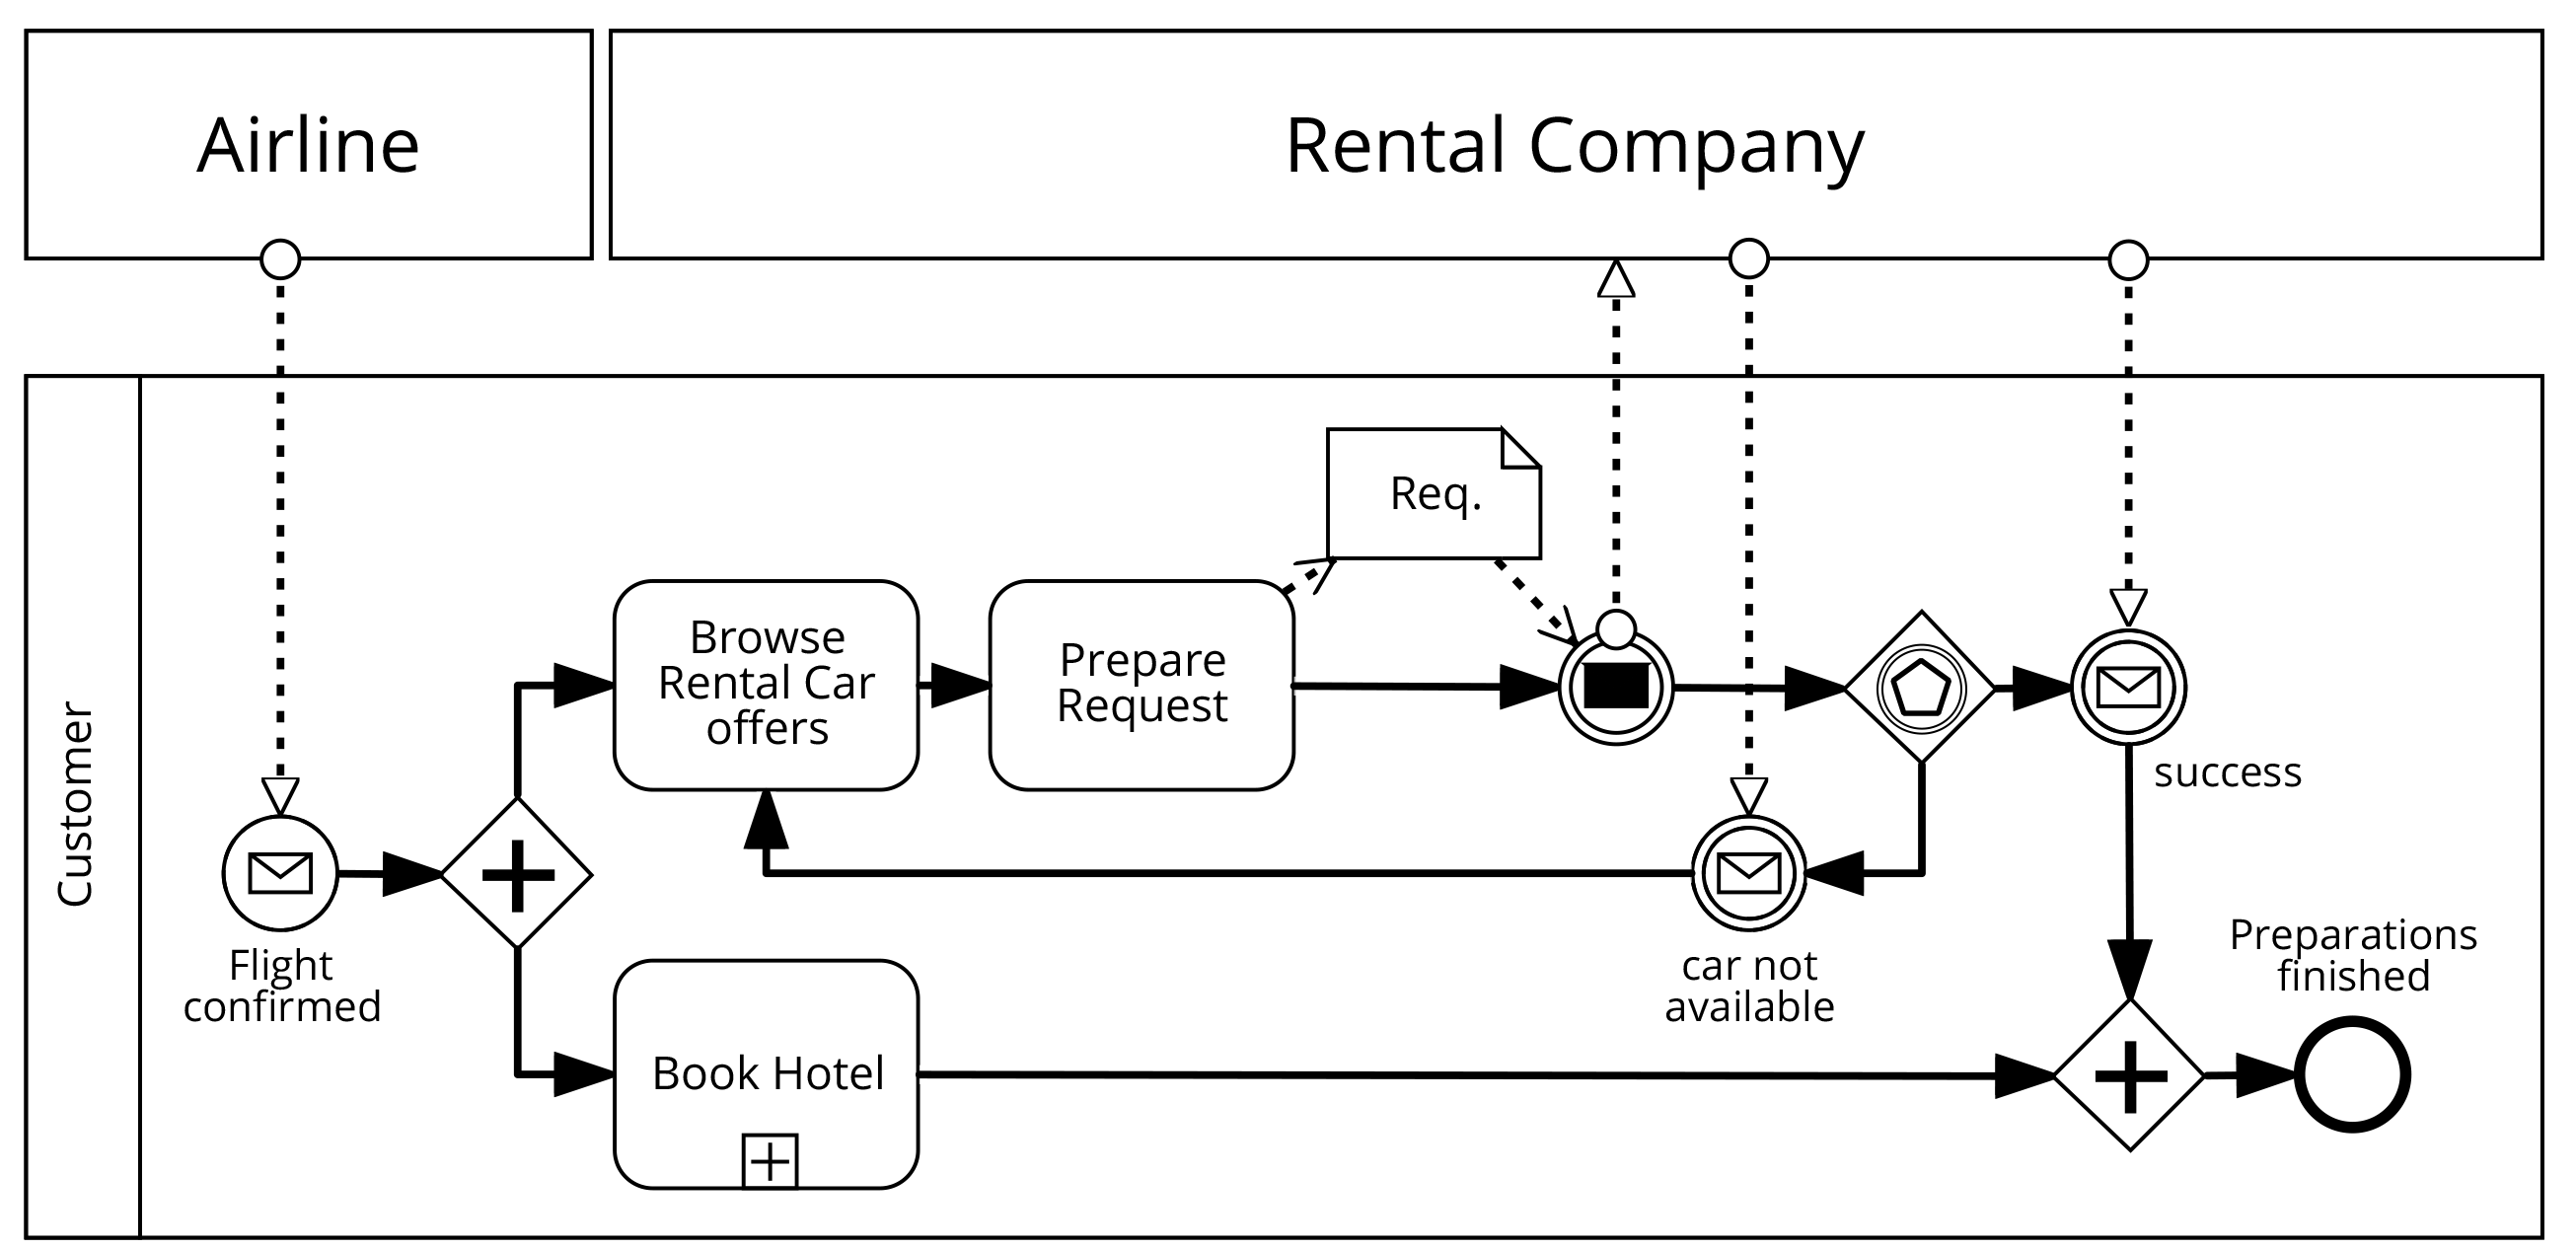 Airline
Rental Company
Customer
Req.
Browse
Rental Car
offers
Prepare
Request
success
Flight
confirmed
car not
available
Preparations
finished
Book Hotel